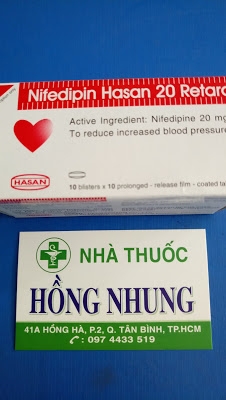 Nifedipin Hasan 20 Retard
Active Ingredient: Nifedipine 20 mg
To reduce increased blood pressure
HASAN
10 blisters x 10 prolonged - release film - coated ta
NHÀ THUỐC
HỒNG NHUNG
41A HỒNG HÀ, P.2, Q. TÂN BÌNH, TP.HCM
: 097 4433 519